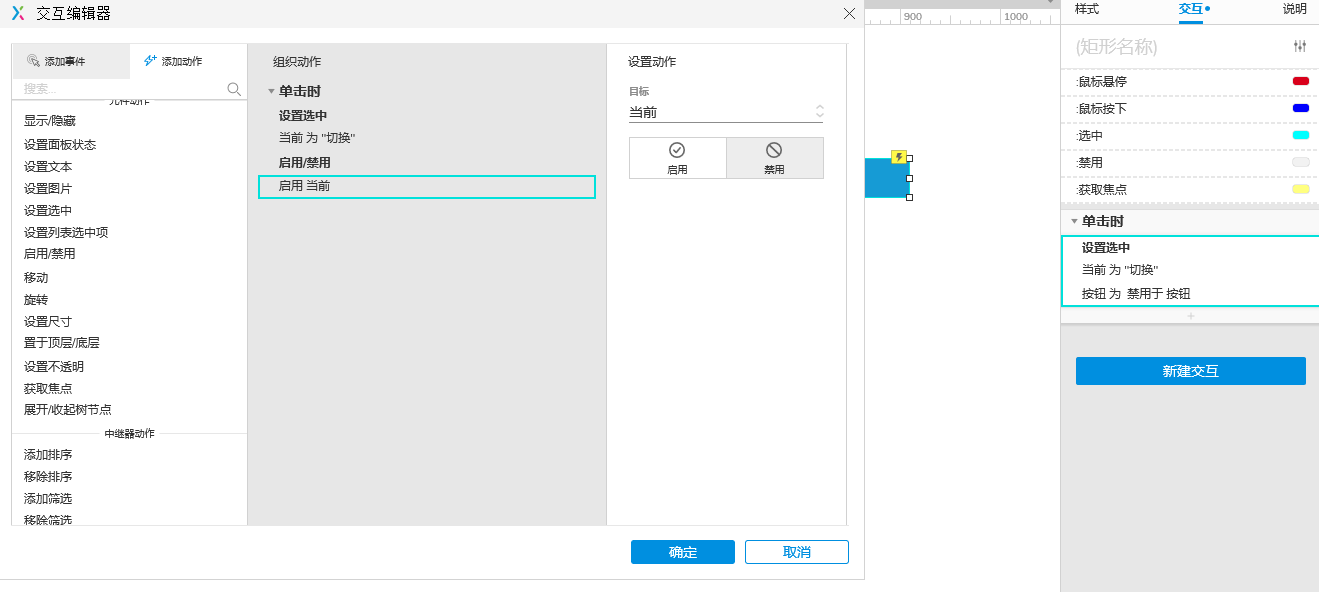 交互编辑器
添加事件
添加动作
搜索...
元件动作
显示/隐藏
设置面板状态
设置文本
设置图片
设置选中
设置列表选中项
启用/禁用
移动
旋转
设置尺寸
置于顶层/底层
设置不透明
获取焦点
展开/收起树节点
中继器动作
添加排序
移除排序
添加筛选
移除筛选
组织动作
单击时
设置选中
当前 为 "切换"
启用/禁用
启用 当前
设置动作
目标
当前
启用
禁用
确定
取消
900
1000
样式
交互
说明
(矩形名称)
:鼠标悬停
:鼠标按下
:选中
:禁用
:获取焦点
单击时
设置选中
当前 为 "切换"
按钮 为 禁用于 按钮
新建交互